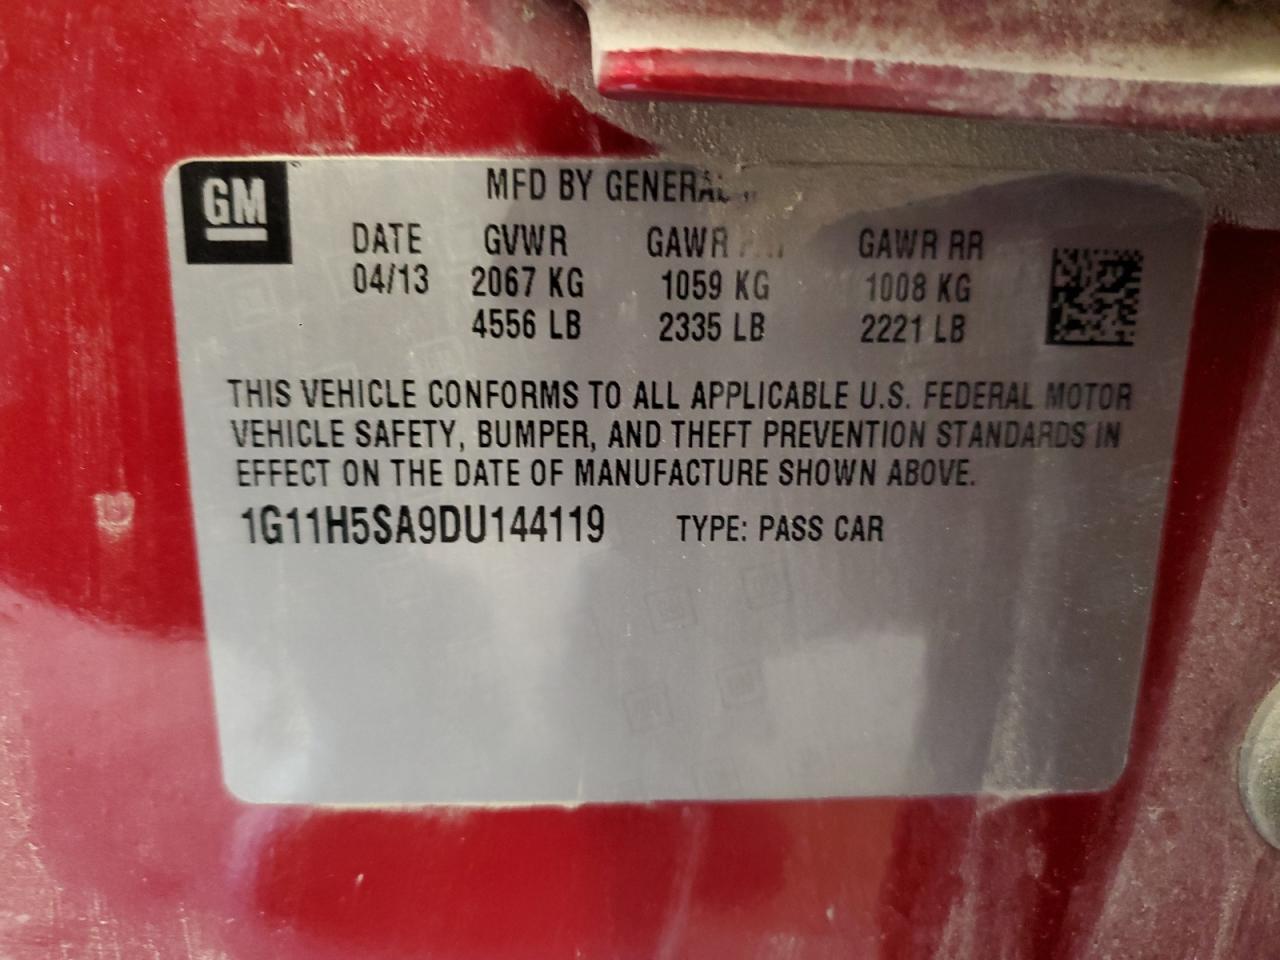 GM
MFD BY GENERAL
DATE GVWR GAWR GAWR RR
04/13 2067 KG 1059 KG 1008 KG
4556 LB 2335 LB 2221 LB
THIS VEHICLE CONFORMS TO ALL APPLICABLE U.S. FEDERAL MOTOR
VEHICLE SAFETY, BUMPER, AND THEFT PREVENTION STANDARDS IN
EFFECT ON THE DATE OF MANUFACTURE SHOWN ABOVE.
1G11H5SA9DU144119 TYPE: PASS CAR